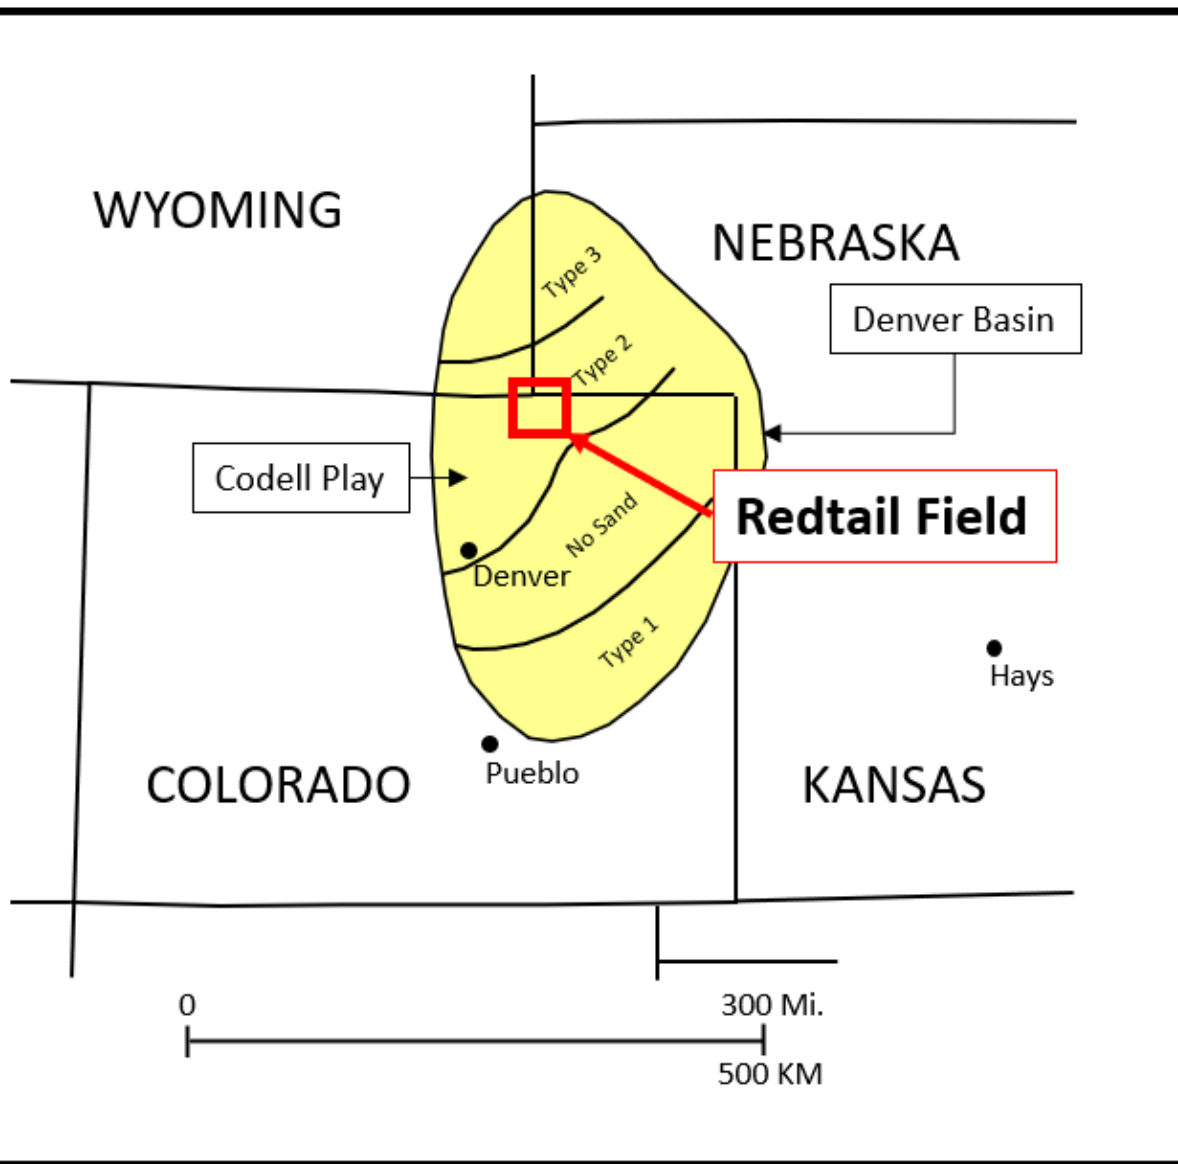 WYOMING
NEBRASKA
Type 3
Denver Basin
Type 2
Codell Play
Redtail Field
No Sand
Denver
Type 1
Hays
Pueblo
COLORADO
KANSAS
0
300 Mi.
500 KM